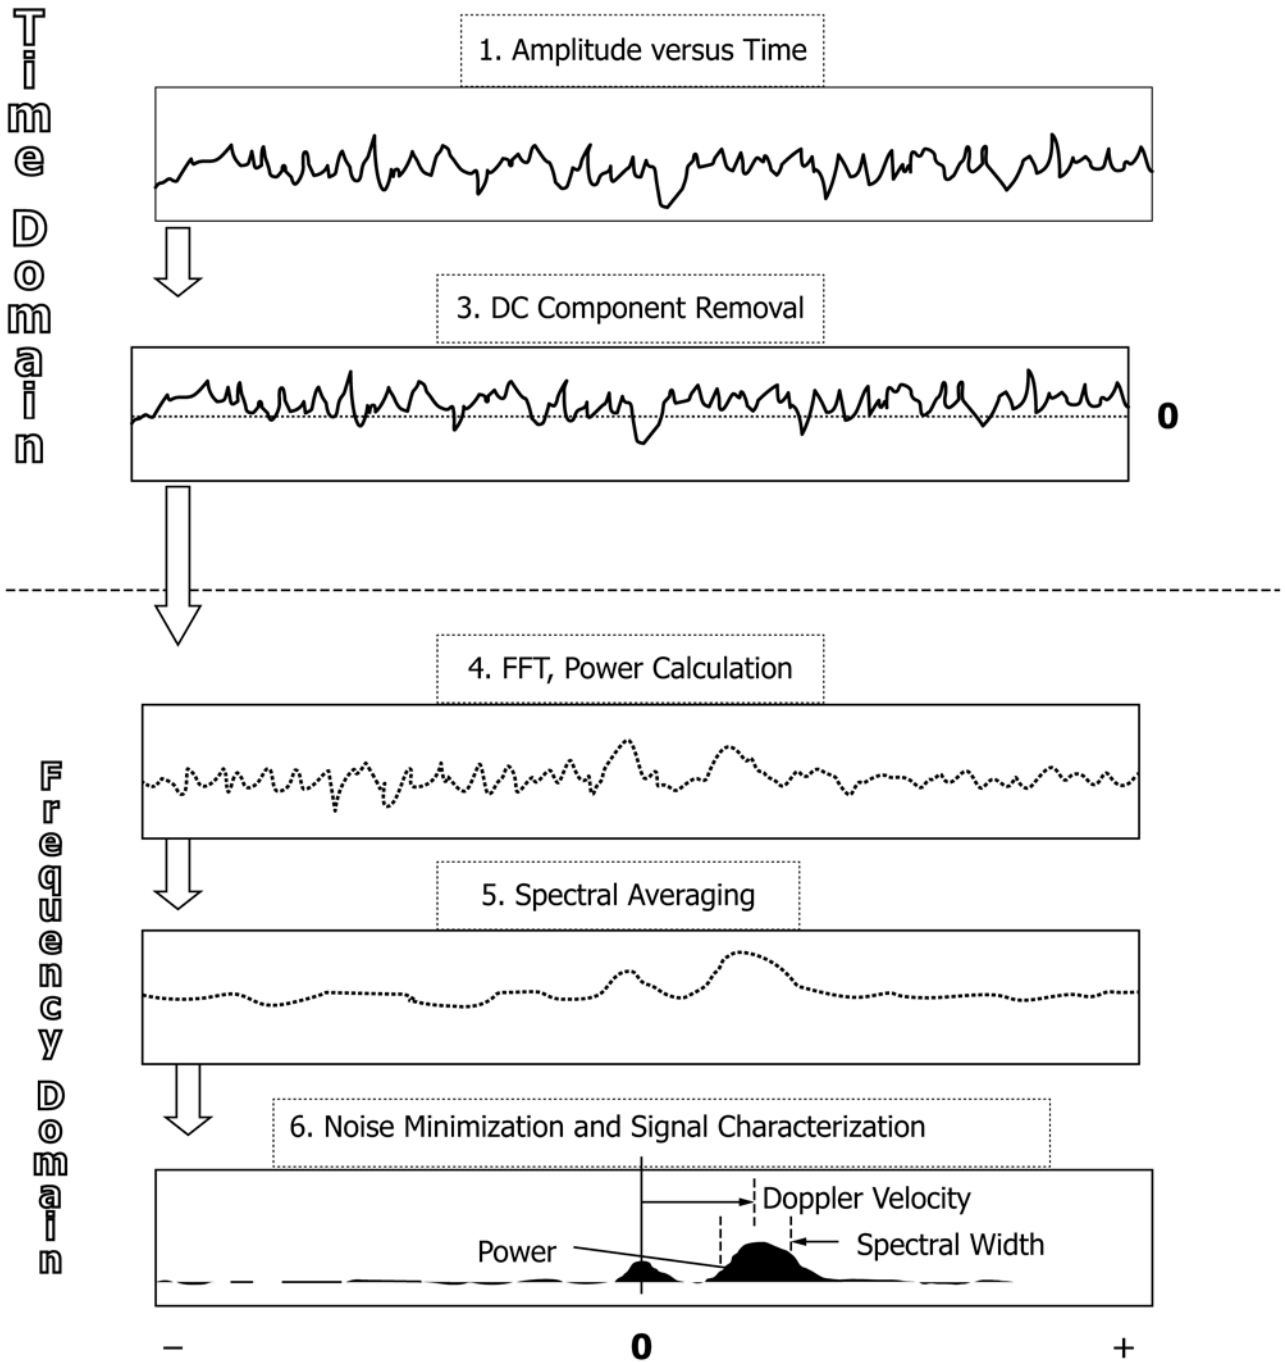 Time Domain
1. Amplitude versus Time
3. DC Component Removal
0
Frequency Domain
4. FFT, Power Calculation
5. Spectral Averaging
6. Noise Minimization and Signal Characterization
Doppler Velocity
Power
Spectral Width
− 0 +